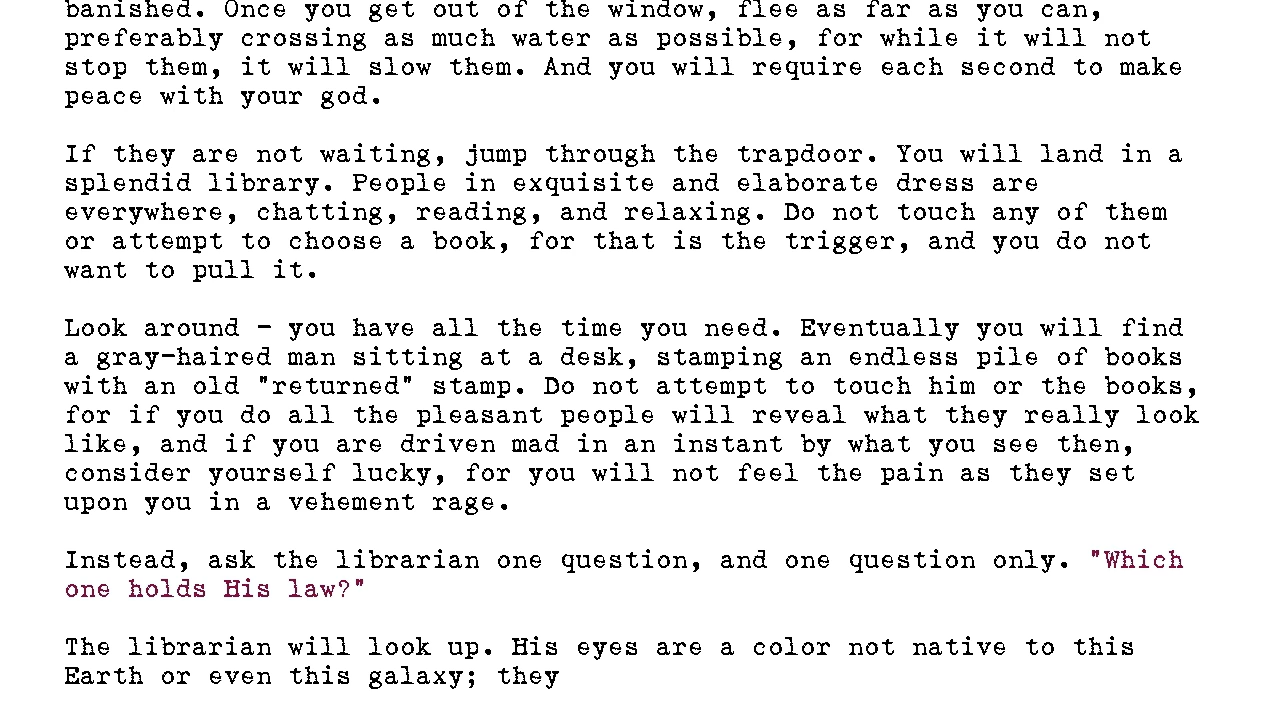 banished. Once you get out of the window, flee as far as you can,
preferably crossing as much water as possible, for while it will not
stop them, it will slow them. And you will require each second to make
peace with your god.
If they are not waiting, jump through the trapdoor. You will land in a
splendid library. People in exquisite and elaborate dress are
everywhere, chatting, reading, and relaxing. Do not touch any of them
or attempt to choose a book, for that is the trigger, and you do not
want to pull it.
Look around - you have all the time you need. Eventually you will find
a gray-haired man sitting at a desk, stamping an endless pile of books
with an old "returned" stamp. Do not attempt to touch him or the books,
for if you do all the pleasant people will reveal what they really look
like, and if you are driven mad in an instant by what you see then,
consider yourself lucky, for you will not feel the pain as they set
upon you in a vehement rage.
Instead, ask the librarian one question, and one question only. "Which
one holds His law?"
The librarian will look up. His eyes are a color not native to this
Earth or even this galaxy; they